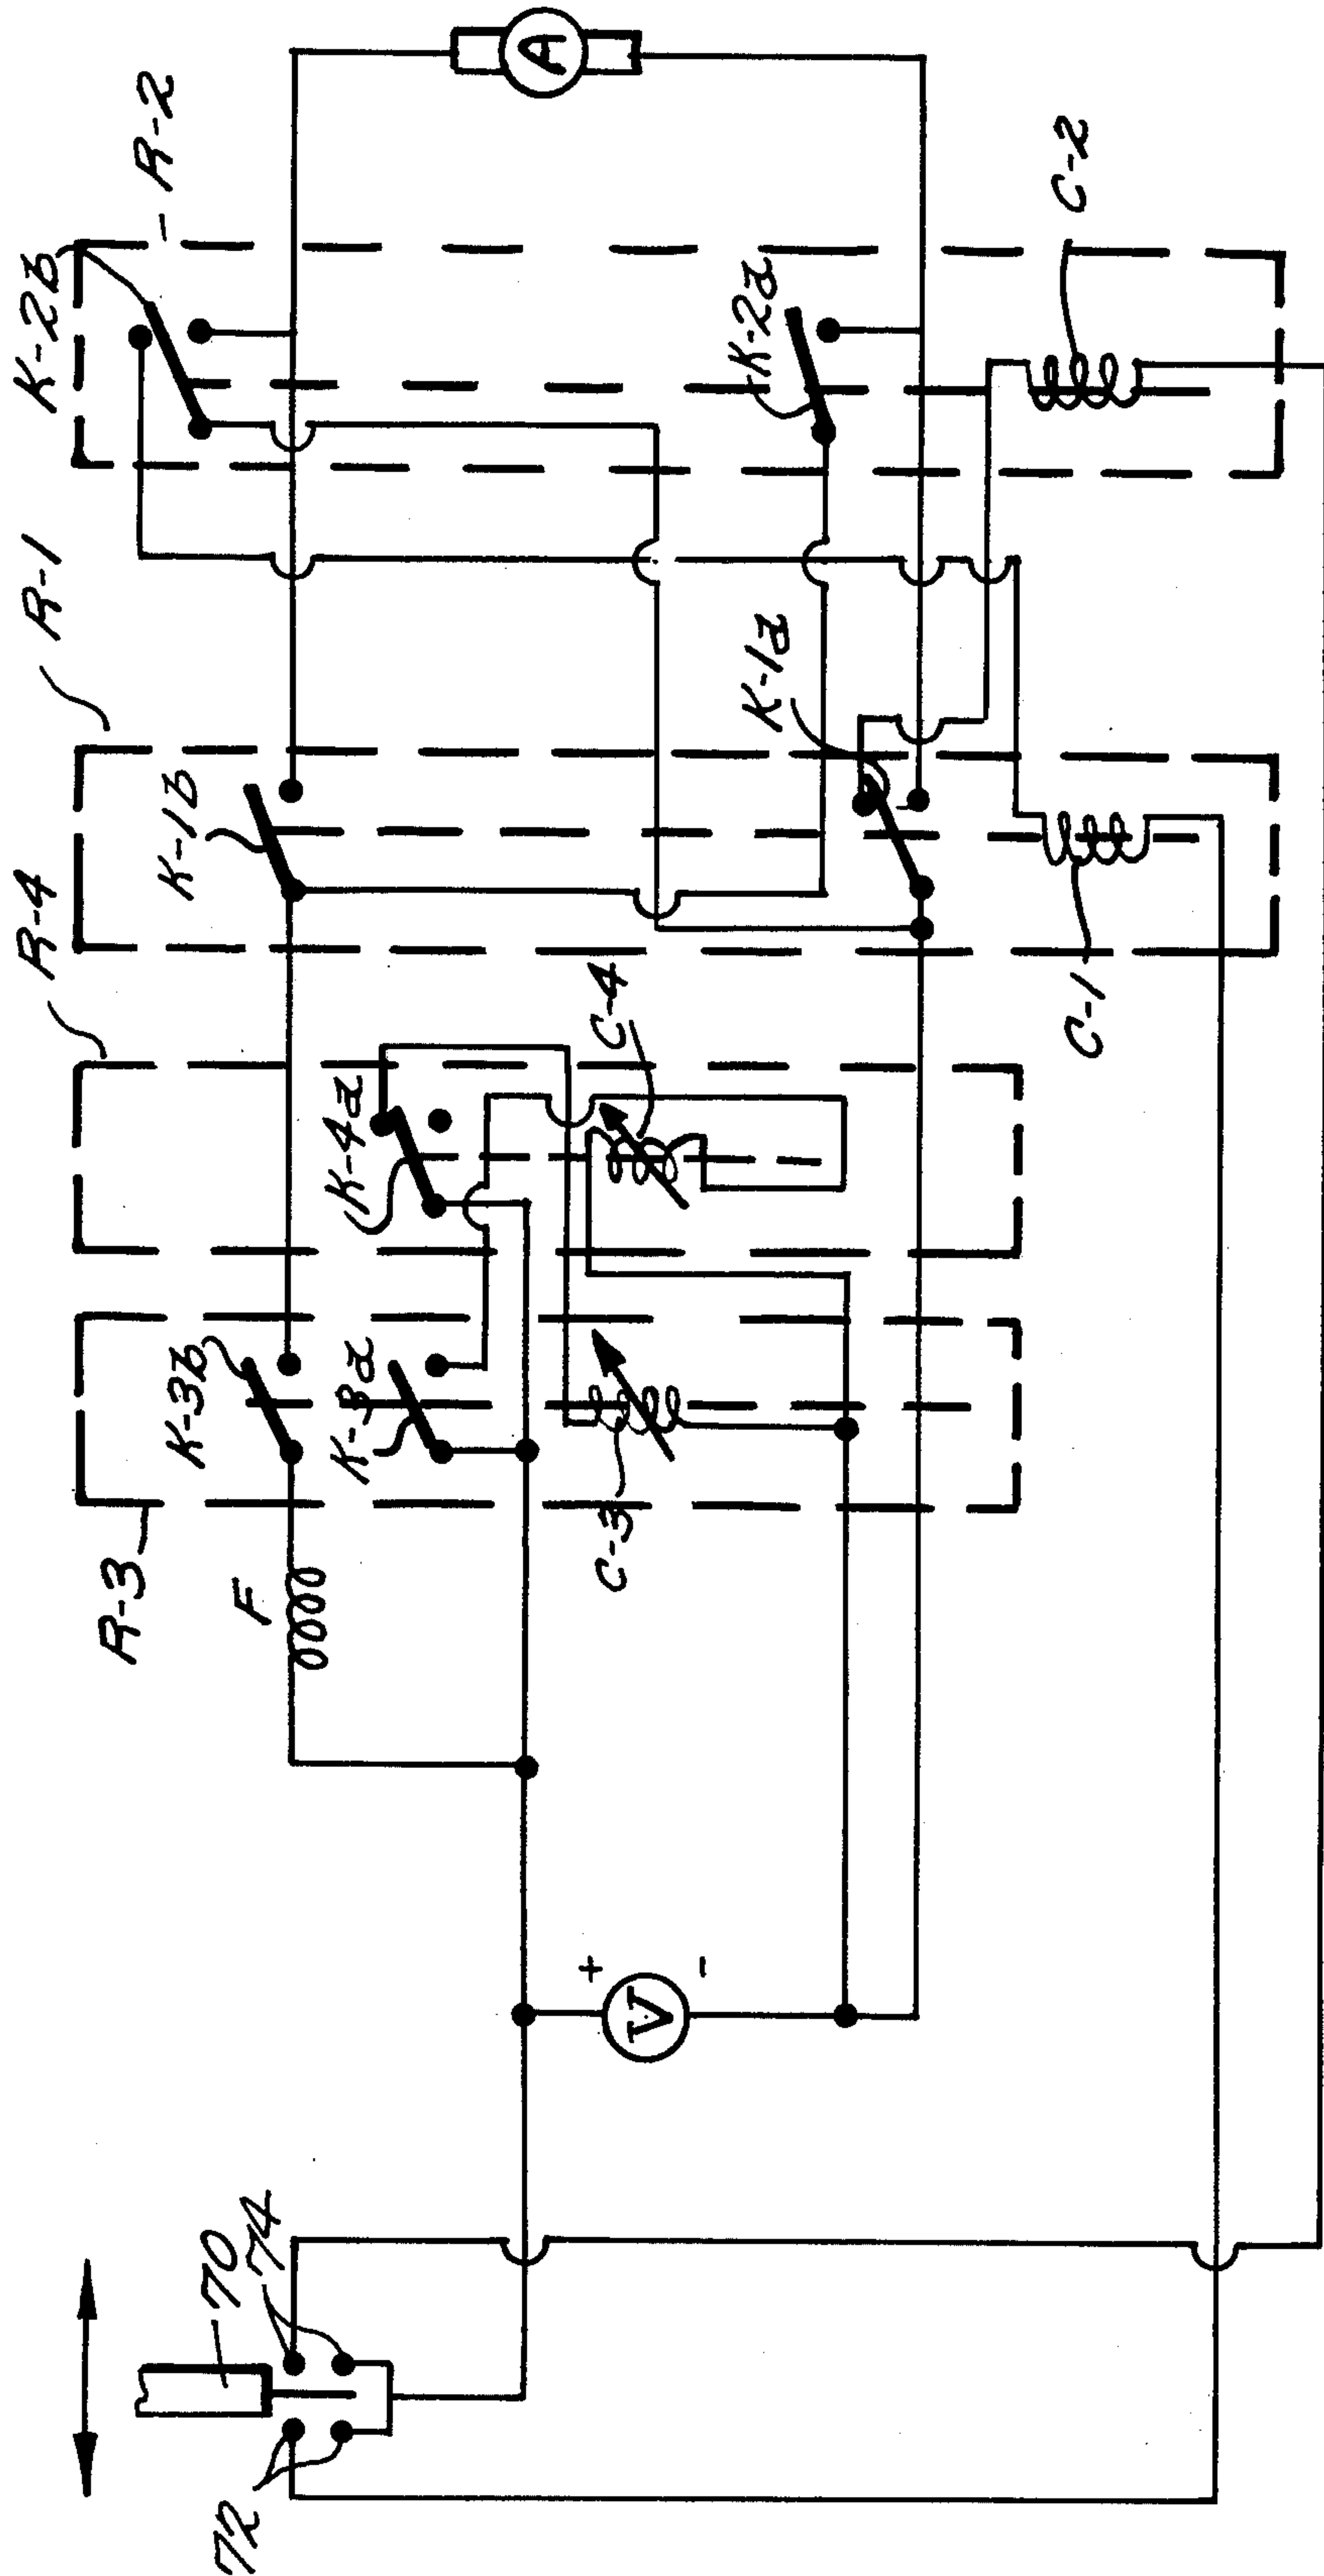 K-2b
R-2
A
R-1
K-2a
C-2
K-1b
K-1a
R-4
C-1
K-4a
C-4
K-3b
K-3a
R-3
F
C-3
+
V
-
70
74
72